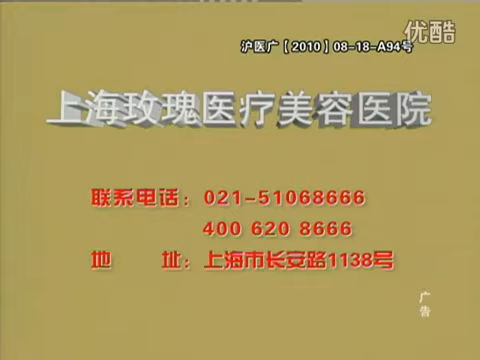 优酷
沪医广【2010】08-18-A94号
上海玫瑰医疗美容医院
联系电话：021-51068666
400 620 8666
地 址：上海市长安路1138号
广告